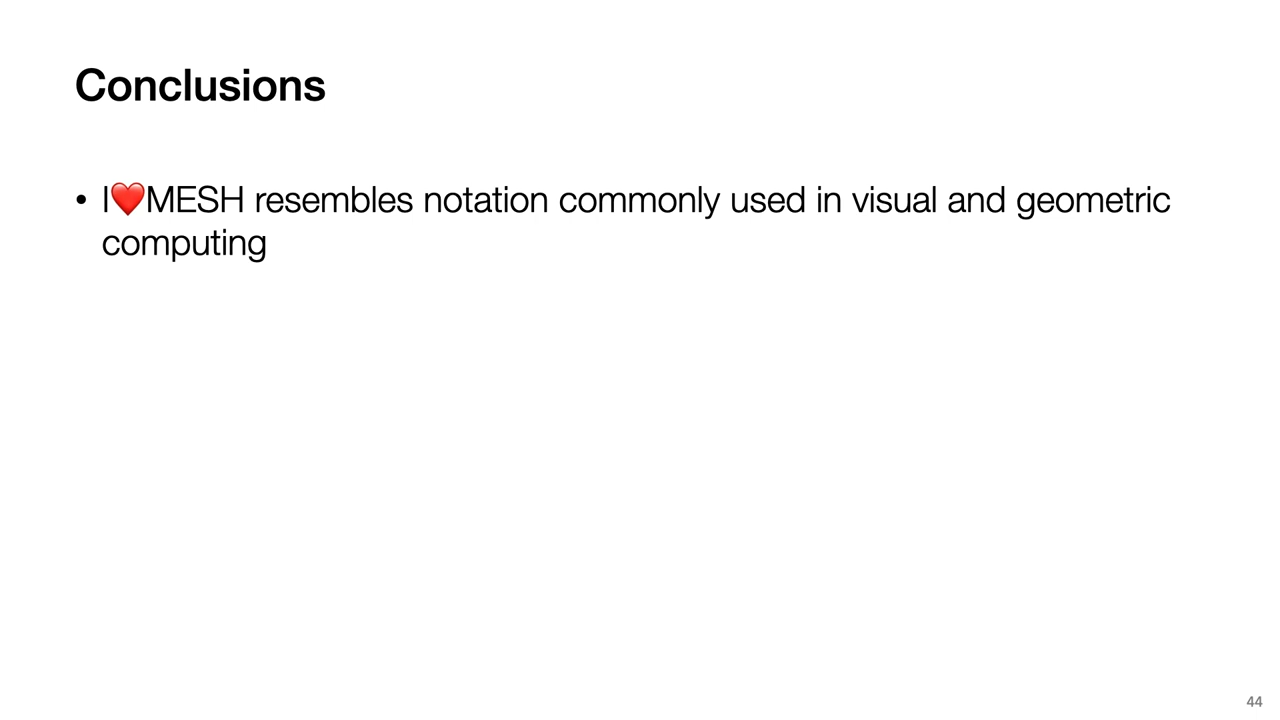 Conclusions
• I❤️MESH resembles notation commonly used in visual and geometric
computing
44